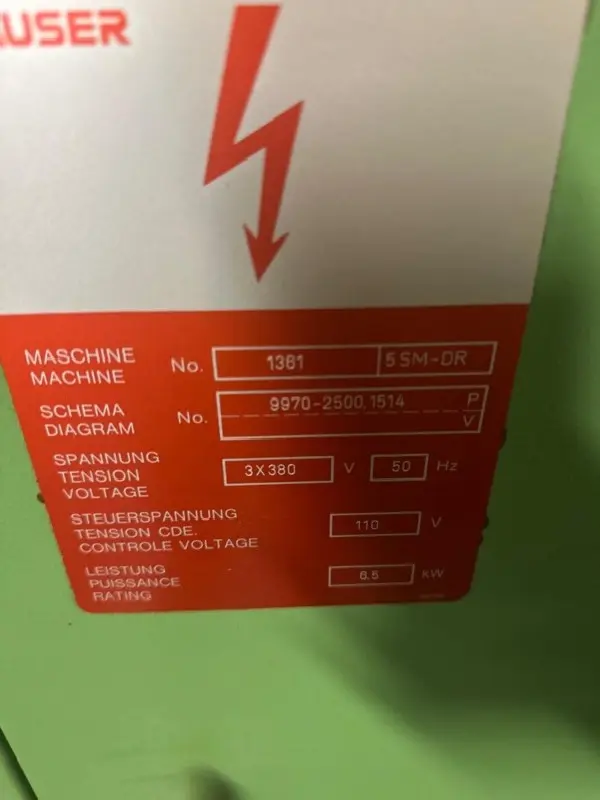 USER
MASCHINE
MACHINE No. 1381 5SM-DR
SCHEMA
DIAGRAM No. 9970-2500.1514 P
V
SPANNUNG
TENSION
VOLTAGE 3X380 V 50 Hz
STEUERSPANNUNG
TENSION CDE.
CONTROLE VOLTAGE 110 V
LEISTUNG
PUISSANCE
RATING 6.5 KW